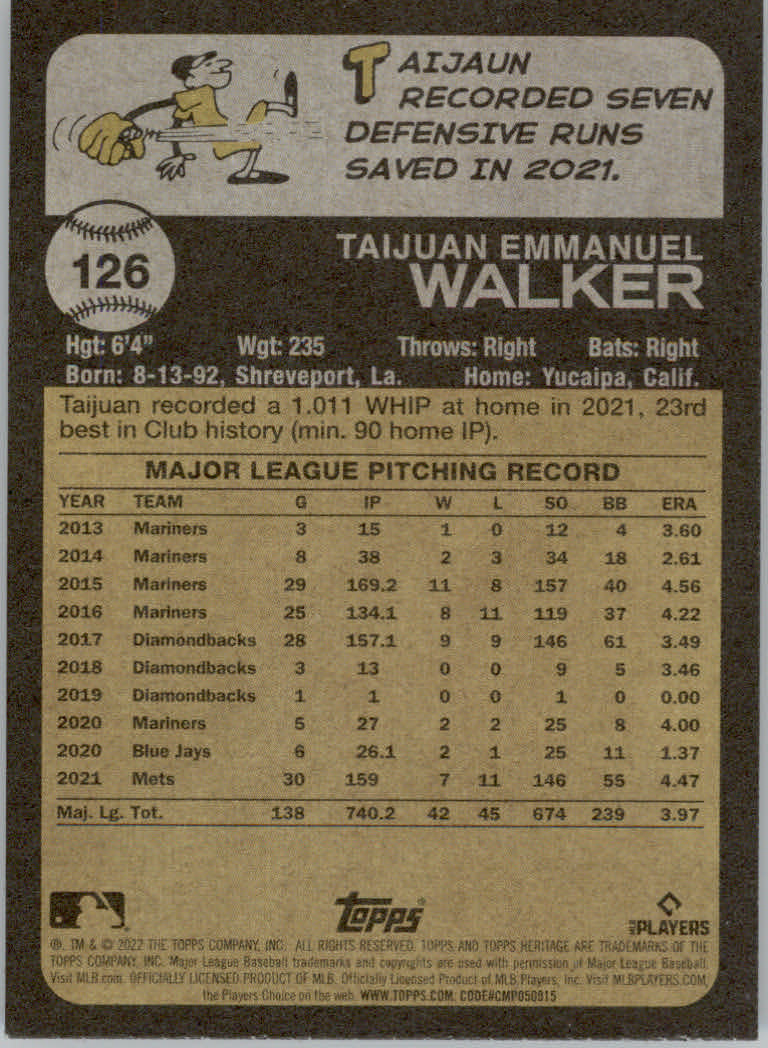 TAIJAUN
RECORDED SEVEN
DEFENSIVE RUNS
SAVED IN 2021.
126
TAIJUAN EMMANUEL
WALKER
Hgt: 6'4" Wgt: 235 Throws: Right Bats: Right
Born: 8-13-92, Shreveport, La. Home: Yucaipa, Calif.
Taijuan recorded a 1.011 WHIP at home in 2021, 23rd
best in Club history (min. 90 home IP).
MAJOR LEAGUE PITCHING RECORD
YEAR TEAM G IP W L SO BB ERA
2013 Mariners 3 15 1 0 12 4 3.60
2014 Mariners 8 38 2 3 34 18 2.61
2015 Mariners 29 169.2 11 8 157 40 4.56
2016 Mariners 25 134.1 8 11 119 37 4.22
2017 Diamondbacks 28 157.1 9 9 146 61 3.49
2018 Diamondbacks 3 13 0 0 9 5 3.46
2019 Diamondbacks 1 1 0 0 1 0 0.00
2020 Mariners 5 27 2 2 25 8 4.00
2020 Blue Jays 6 26.1 2 1 25 11 1.37
2021 Mets 30 159 7 11 146 55 4.47
Maj. Lg. Tot. 138 740.2 42 45 674 239 3.97
topps
MLB PLAYERS
®, TM & © 2022 THE TOPPS COMPANY, INC. ALL RIGHTS RESERVED. TOPPS AND TOPPS HERITAGE ARE TRADEMARKS OF THE
TOPPS COMPANY, INC. Major League Baseball trademarks and copyrights are used with permission of Major League Baseball.
Visit MLB.com. OFFICIALLY LICENSED PRODUCT OF MLB. Officially Licensed Product of MLB Players, Inc. Visit MLBPLAYERS.COM,
the Players Choice on the web. WWW.TOPPS.COM. CODE#CMP050815